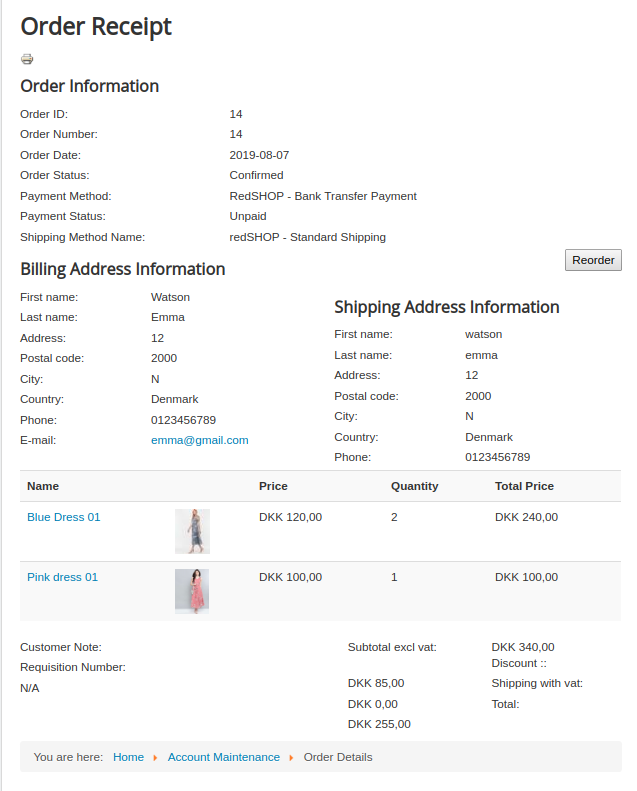 Order Receipt
Order Information
Order ID: 14
Order Number: 14
Order Date: 2019-08-07
Order Status: Confirmed
Payment Method: RedSHOP - Bank Transfer Payment
Payment Status: Unpaid
Shipping Method Name: redSHOP - Standard Shipping
Reorder
Billing Address Information
First name: Watson
Last name: Emma
Address: 12
Postal code: 2000
City: N
Country: Denmark
Phone: 0123456789
E-mail: emma@gmail.com
Shipping Address Information
First name: watson
Last name: emma
Address: 12
Postal code: 2000
City: N
Country: Denmark
Phone: 0123456789
Name Price Quantity Total Price
Blue Dress 01 DKK 120,00 2 DKK 240,00
Pink dress 01 DKK 100,00 1 DKK 100,00
Customer Note:
Requisition Number:
N/A
Subtotal excl vat: DKK 340,00
Discount ::
DKK 85,00 Shipping with vat:
DKK 0,00 Total:
DKK 255,00
You are here: Home Account Maintenance Order Details